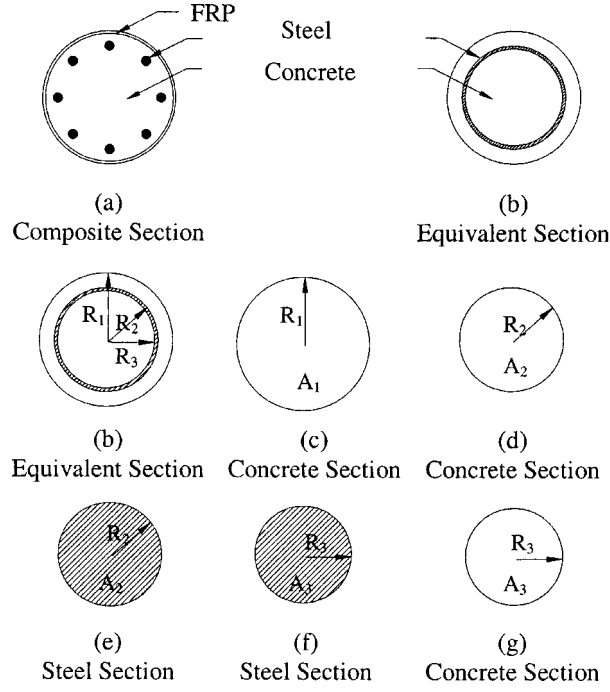 FRP
Steel
Concrete
(a)
Composite Section
(b)
Equivalent Section
R1
R2
R3
(b)
Equivalent Section
R1
A1
(c)
Concrete Section
R2
A2
(d)
Concrete Section
R2
A2
(e)
Steel Section
R3
A3
(f)
Steel Section
R3
A3
(g)
Concrete Section